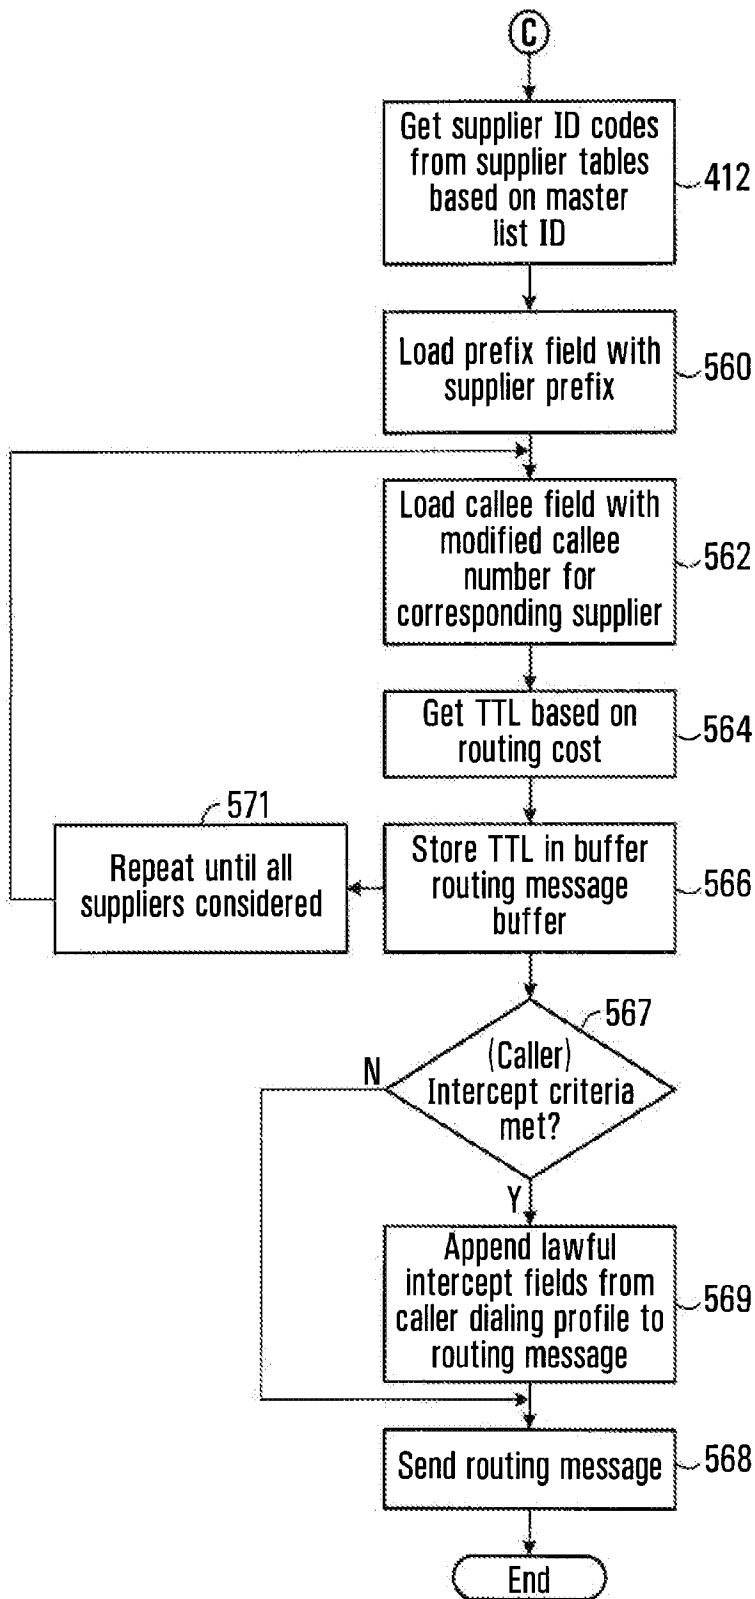 C
Get supplier ID codes
from supplier tables
based on master
list ID
412
Load prefix field with
supplier prefix
560
Load callee field with
modified callee
number for
corresponding supplier
562
Get TTL based on
routing cost
564
571
Repeat until all
suppliers considered
Store TTL in buffer
routing message
buffer
566
567
(Caller)
Intercept criteria
met?
N
Y
Append lawful
intercept fields from
caller dialing profile to
routing message
569
Send routing message
568
End